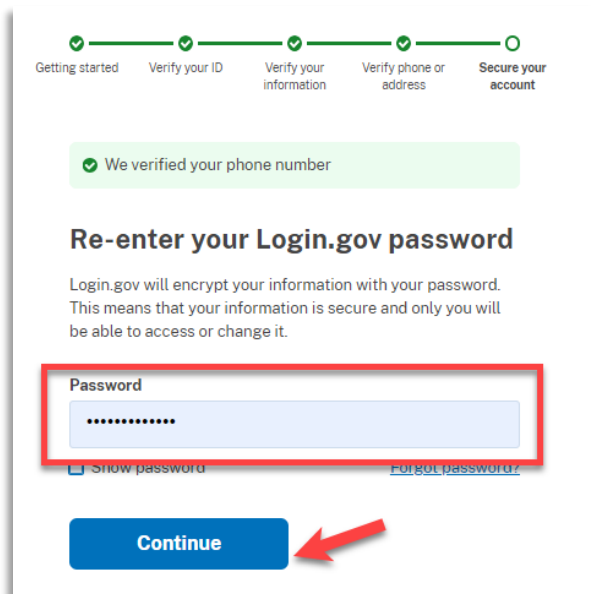 Getting started Verify your ID Verify your Verify phone or Secure your
information address account
We verified your phone number
Re-enter your Login.gov password
Login.gov will encrypt your information with your password.
This means that your information is secure and only you will
be able to access or change it.
Password
•••••••••••••
Show password Forgot password?
Continue